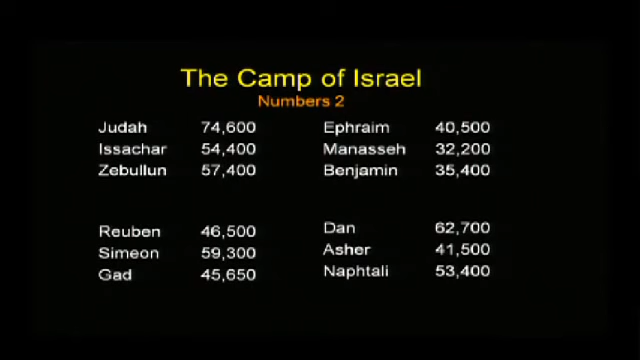 The Camp of Israel
Numbers 2
Judah 74,600
Issachar 54,400
Zebullun 57,400
Ephraim 40,500
Manasseh 32,200
Benjamin 35,400
Reuben 46,500
Simeon 59,300
Gad 45,650
Dan 62,700
Asher 41,500
Naphtali 53,400